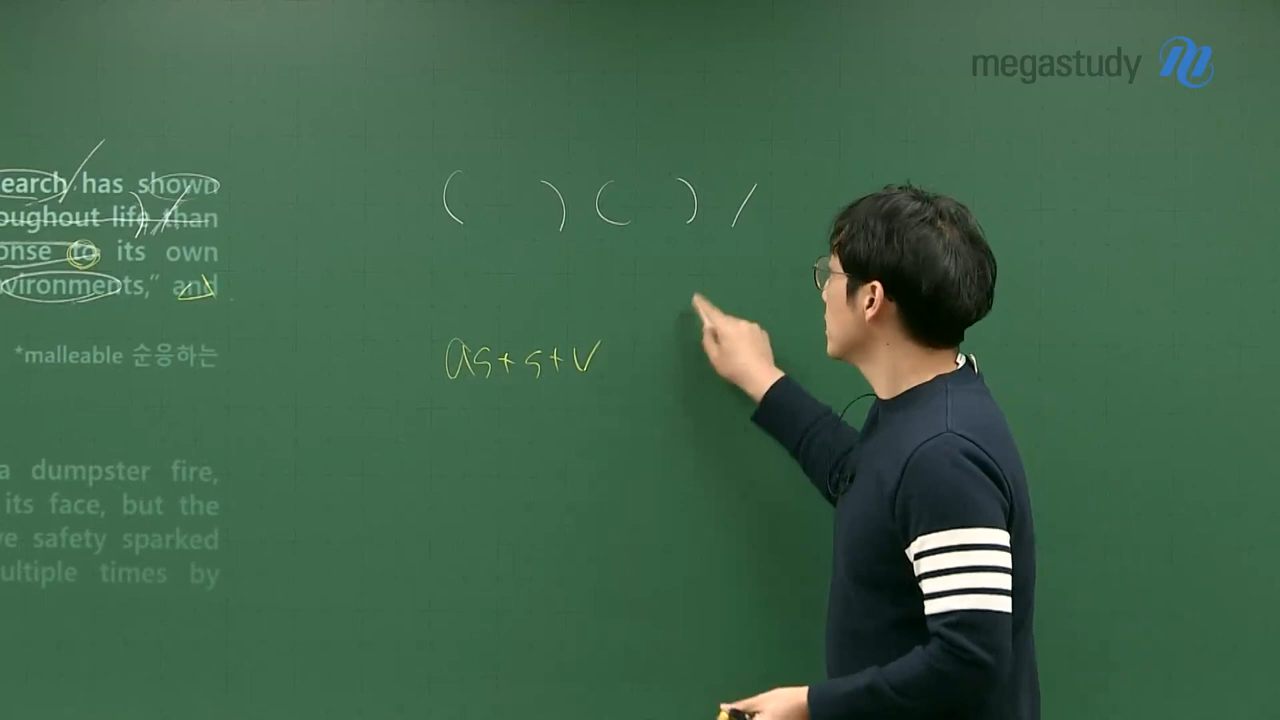 megastudy
earch has shown
oughout life than
onse to its own
vironments,” and
*malleable 순응하는
a dumpster fire,
its face, but the
ve safety sparked
ultiple times by
( ) ( ) /
as+s+v